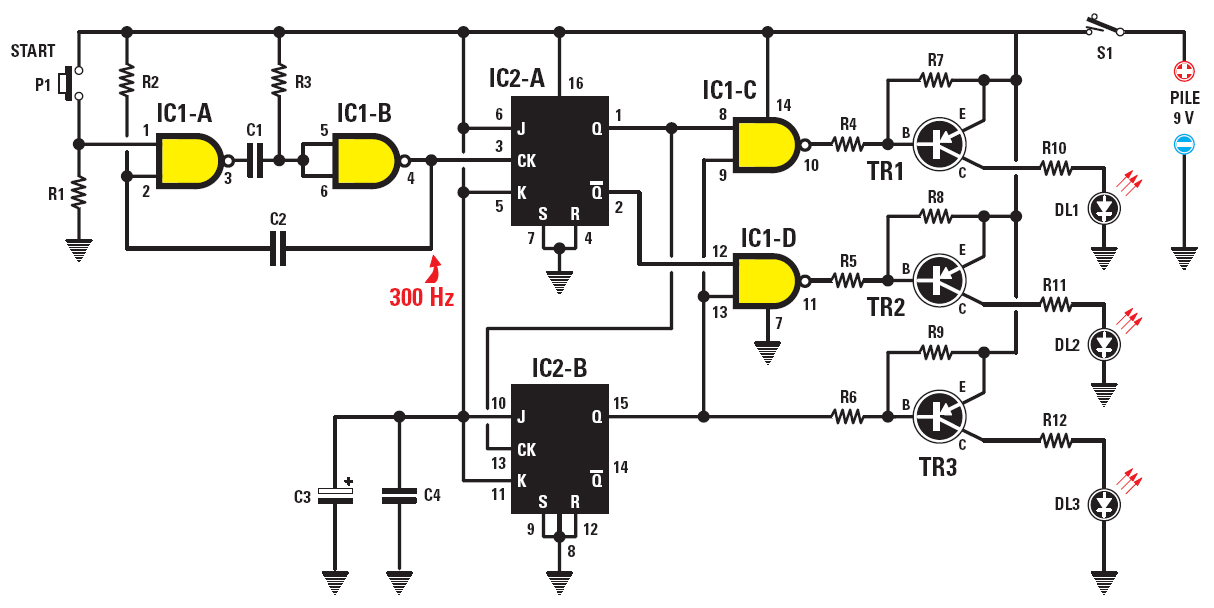 START
P1
R1
R2
IC1-A
1
2
3
C1
R3
IC1-B
5
6
4
C2
300 Hz
IC2-A
16
6
J
3
CK
5
K
Q
1
Q
2
S
R
7
4
IC1-C
14
8
9
10
R4
IC1-D
12
13
11
7
R5
R7
B
E
C
TR1
R10
DL1
R8
B
E
C
TR2
R11
DL2
R9
R6
B
E
C
TR3
R12
DL3
S1
PILE
9 V
IC2-B
10
J
CK
13
K
11
Q
15
Q
14
S
R
9
12
8
C3
+
C4